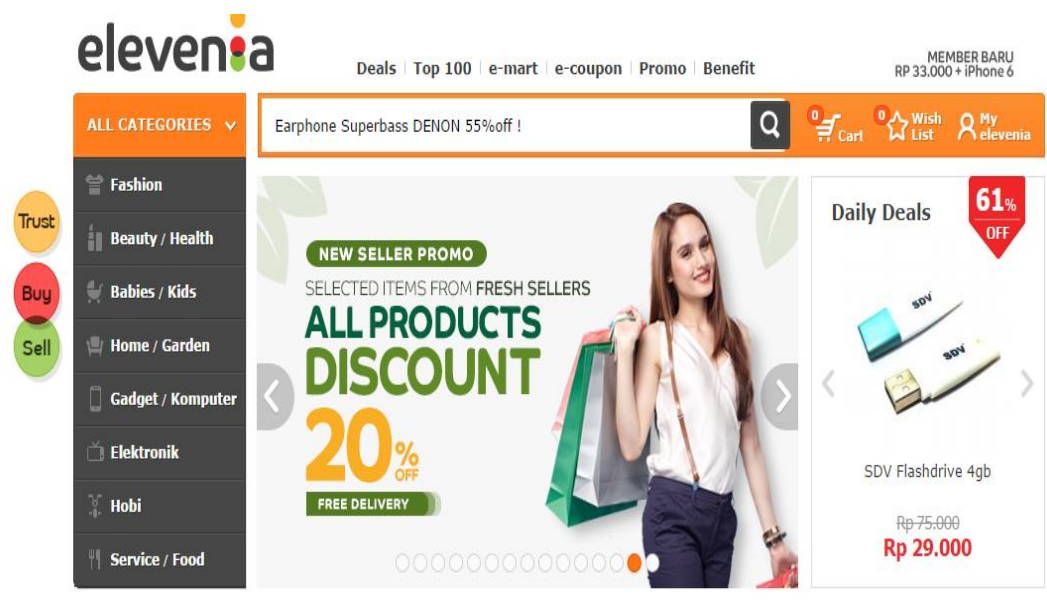 elevenia
Deals | Top 100 | e-mart | e-coupon | Promo | Benefit
MEMBER BARU
RP 33.000 + iPhone 6
ALL CATEGORIES
Earphone Superbass DENON 55%off !
0
Cart
0
Wish
List
My
elevenia
Trust
Buy
Sell
Fashion
Beauty / Health
Babies / Kids
Home / Garden
Gadget / Komputer
Elektronik
Hobi
Service / Food
NEW SELLER PROMO
SELECTED ITEMS FROM FRESH SELLERS
ALL PRODUCTS
DISCOUNT
20% OFF
FREE DELIVERY
Daily Deals
61%
OFF
SDV
SDV
SDV Flashdrive 4gb
Rp 75.000
Rp 29.000